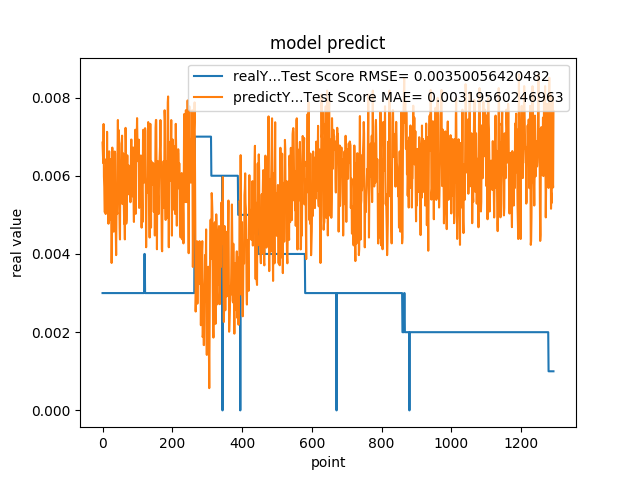 model predict
realY...Test Score RMSE= 0.00350056420482
predictY...Test Score MAE= 0.00319560246963
real value
0.008
0.006
0.004
0.002
0.000
0 200 400 600 800 1000 1200
point